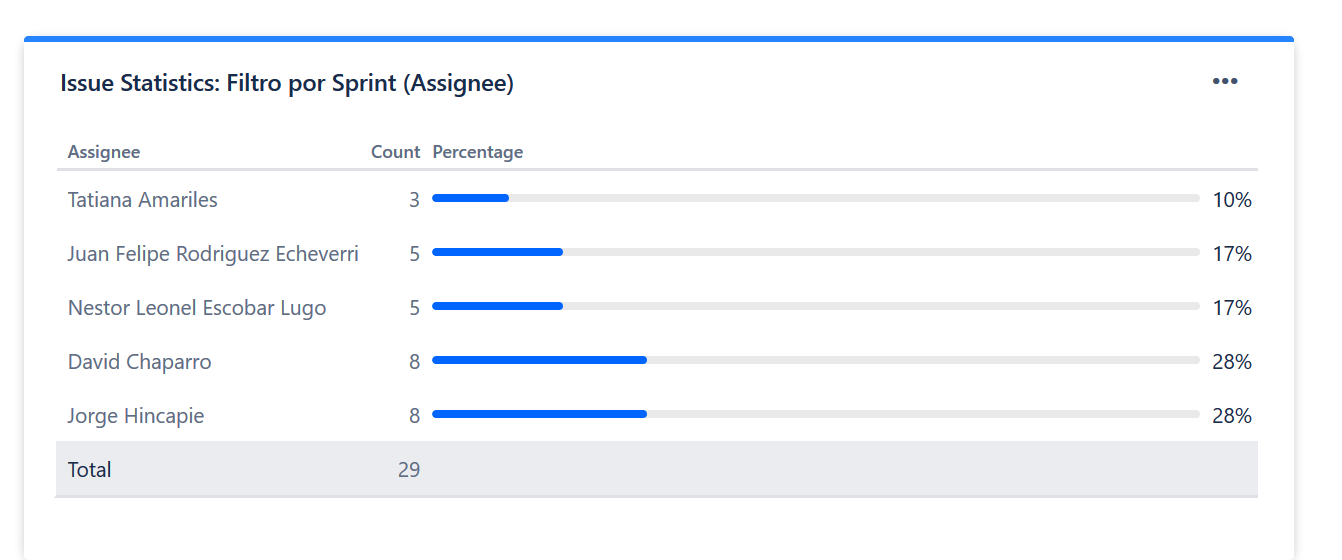 Issue Statistics: Filtro por Sprint (Assignee)
Assignee Count Percentage
Tatiana Amariles 3 10%
Juan Felipe Rodriguez Echeverri 5 17%
Nestor Leonel Escobar Lugo 5 17%
David Chaparro 8 28%
Jorge Hincapie 8 28%
Total 29